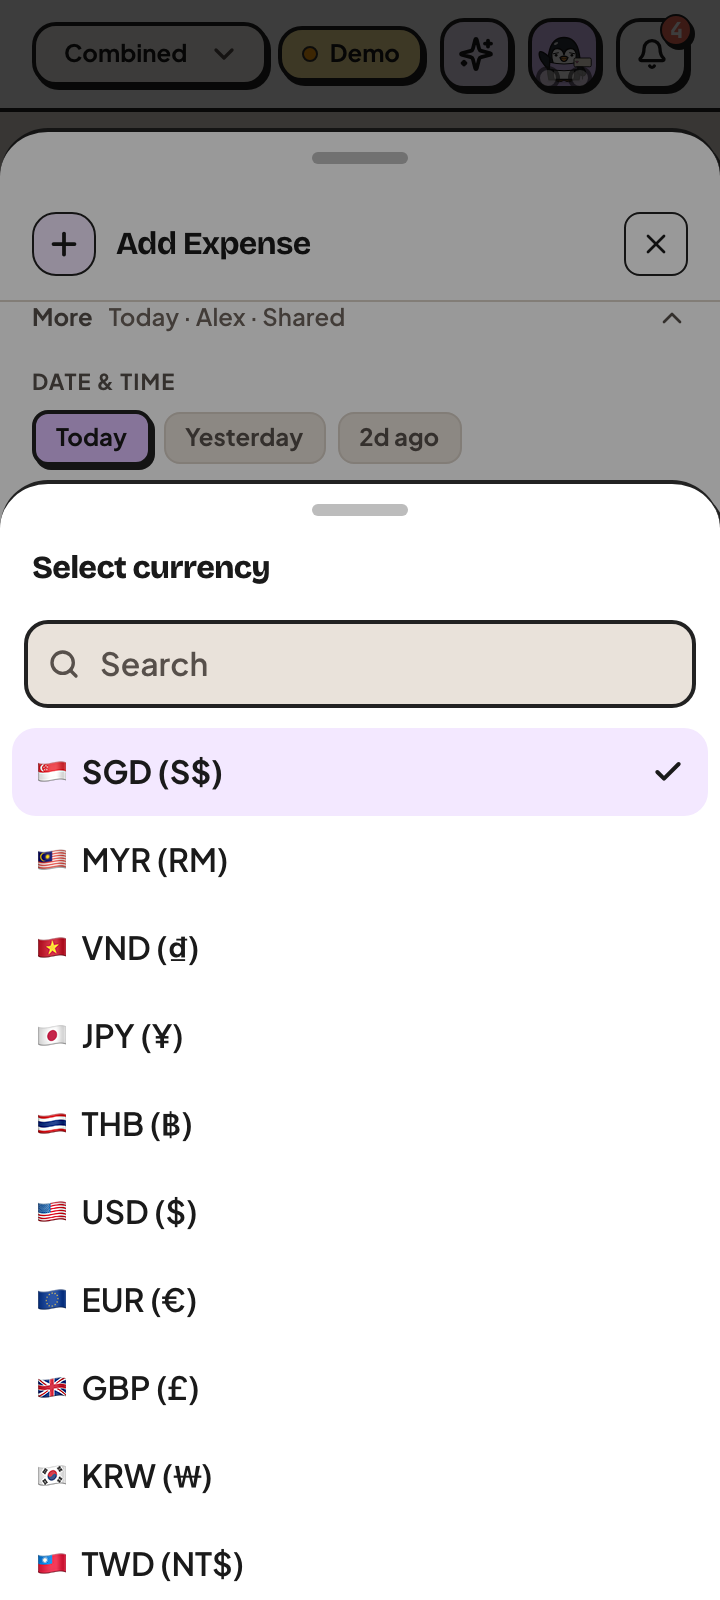 Combined
Demo
4
Add Expense
More Today · Alex · Shared
DATE & TIME
Today Yesterday 2d ago
Select currency
Search
SGD (S$)
MYR (RM)
VND (₫)
JPY (¥)
THB (฿)
USD ($)
EUR (€)
GBP (£)
KRW (₩)
TWD (NT$)